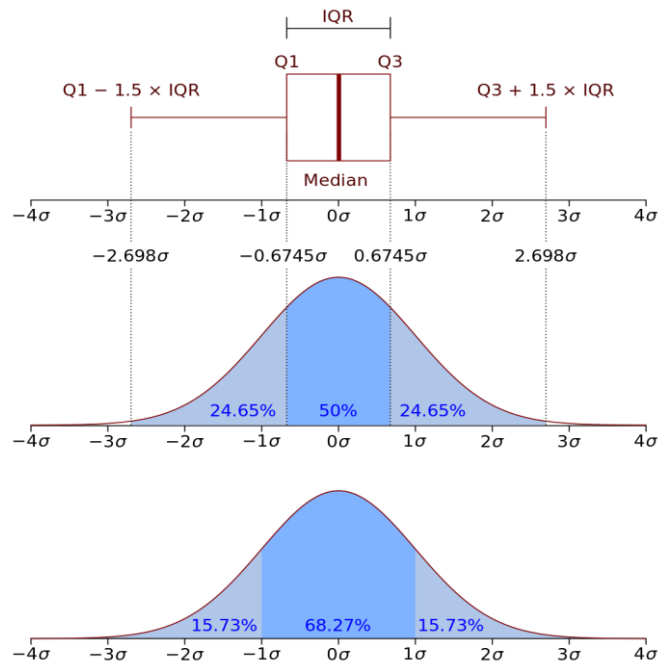 IQR
Q1 Q3
Q1 − 1.5 × IQR Q3 + 1.5 × IQR
Median
−4σ −3σ −2σ −1σ 0σ 1σ 2σ 3σ 4σ
−2.698σ −0.6745σ 0.6745σ 2.698σ
24.65% 50% 24.65%
−4σ −3σ −2σ −1σ 0σ 1σ 2σ 3σ 4σ
15.73% 68.27% 15.73%
−4σ −3σ −2σ −1σ 0σ 1σ 2σ 3σ 4σ